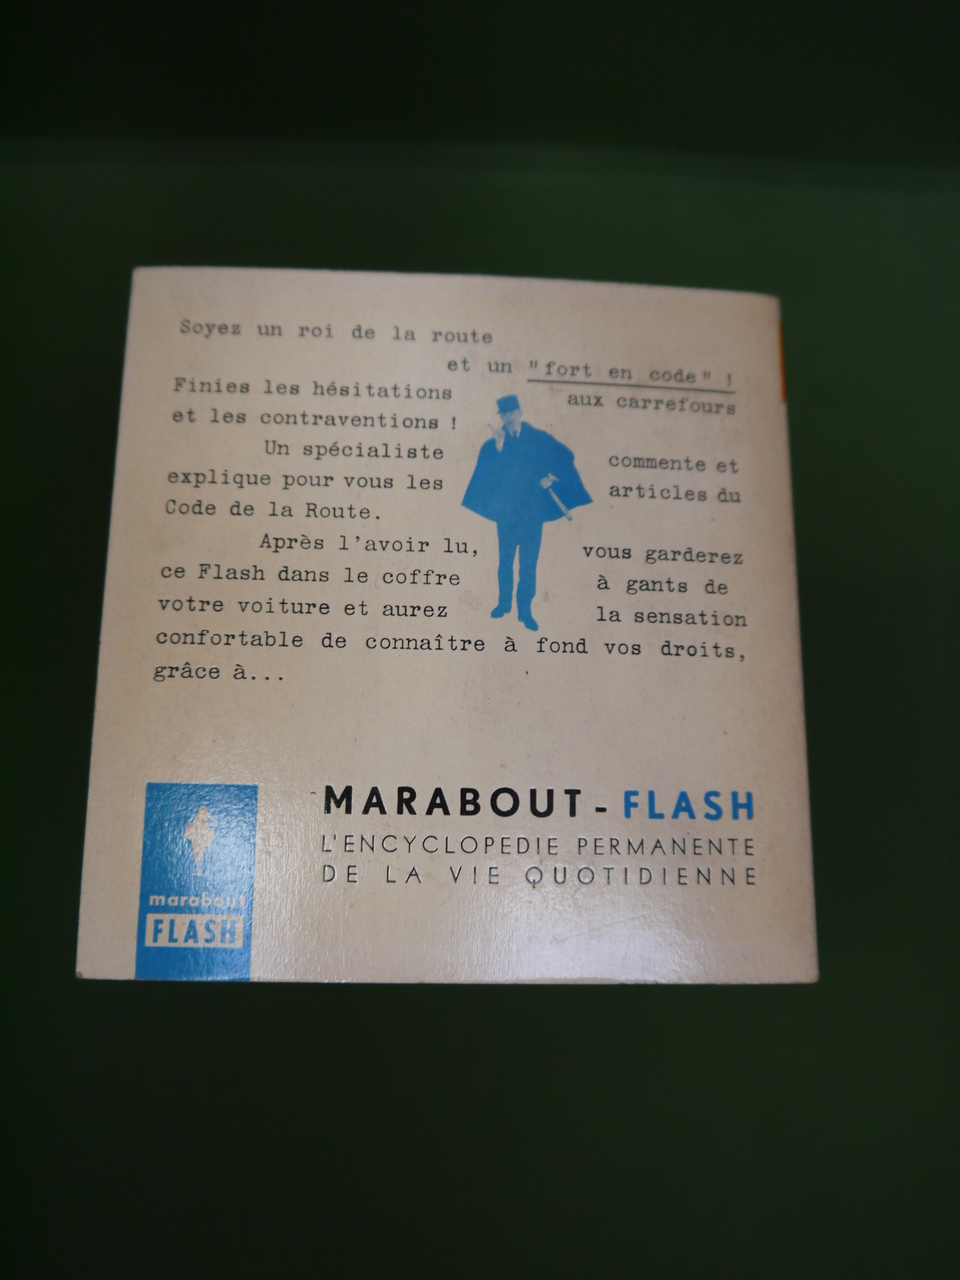 Soyez un roi de la route
et un "fort en code" !
Finies les hésitations aux carrefours
et les contraventions !
Un spécialiste commente et
explique pour vous les articles du
Code de la Route.
Après l'avoir lu, vous garderez
ce Flash dans le coffre à gants de
votre voiture et aurez la sensation
confortable de connaître à fond vos droits,
grâce à...
MARABOUT - FLASH
L'ENCYCLOPEDIE PERMANENTE
DE LA VIE QUOTIDIENNE
marabout
FLASH